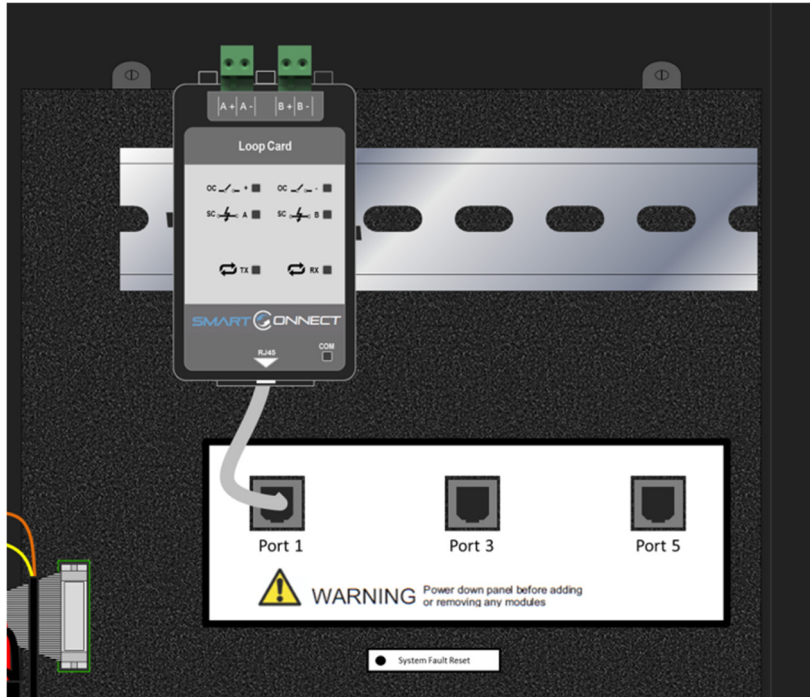 A+ A- B+ B-
Loop Card
OC + OC -
SC A SC B
TX RX
SMART CONNECT
COM
RJ45
Port 1 Port 3 Port 5
WARNING Power down panel before adding
or removing any modules
System Fault Reset